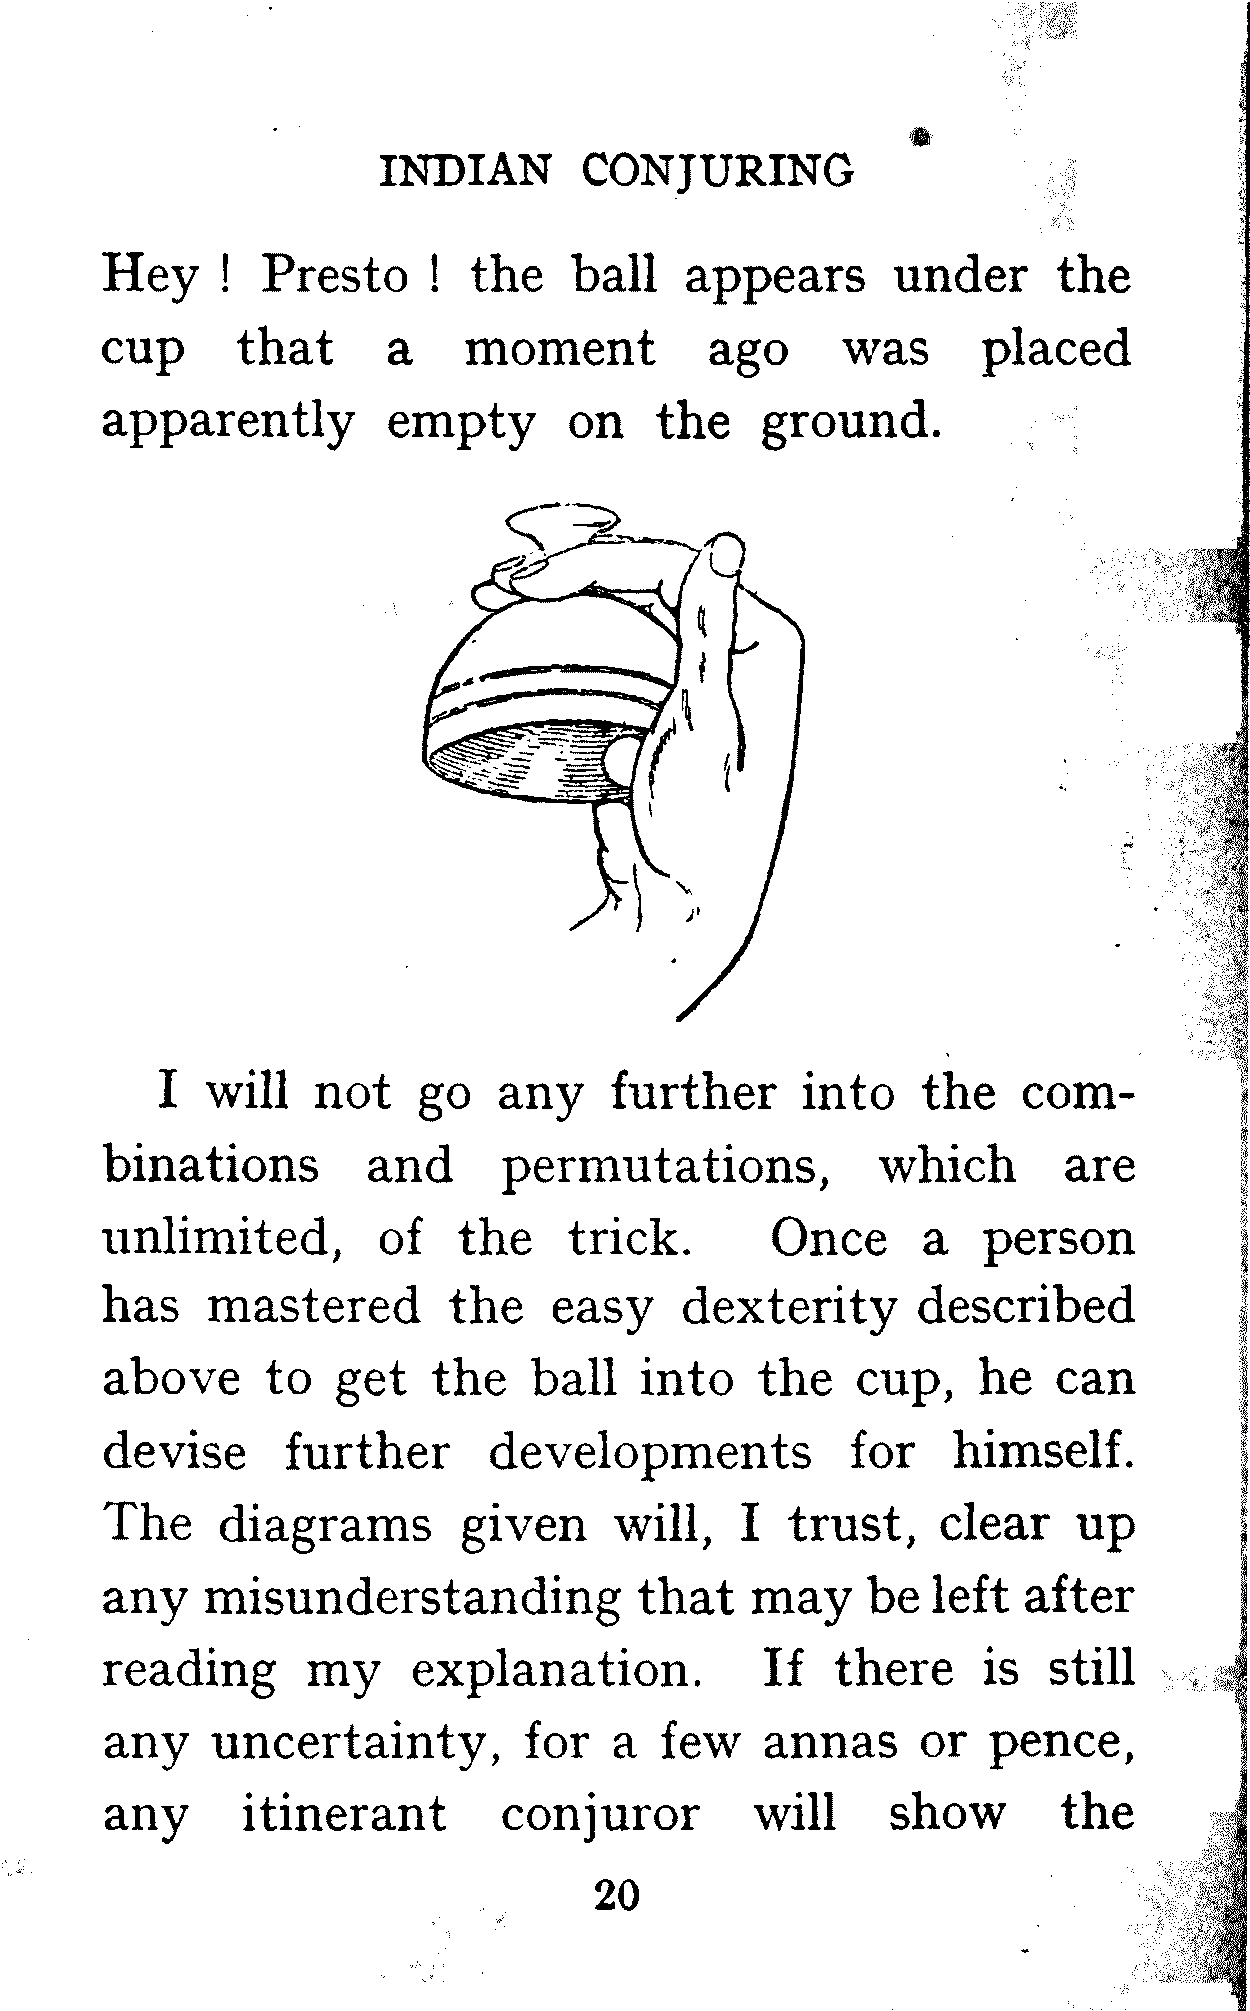 INDIAN CONJURING
Hey ! Presto ! the ball appears under the
cup that a moment ago was placed
apparently empty on the ground.
I will not go any further into the com-
binations and permutations, which are
unlimited, of the trick. Once a person
has mastered the easy dexterity described
above to get the ball into the cup, he can
devise further developments for himself.
The diagrams given will, I trust, clear up
any misunderstanding that may be left after
reading my explanation. If there is still
any uncertainty, for a few annas or pence,
any itinerant conjuror will show the
20